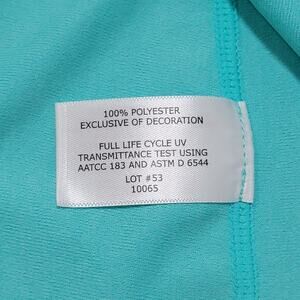 100% POLYESTER
EXCLUSIVE OF DECORATION
FULL LIFE CYCLE UV
TRANSMITTANCE TEST USING
AATCC 183 AND ASTM D 6544
LOT #53
10065